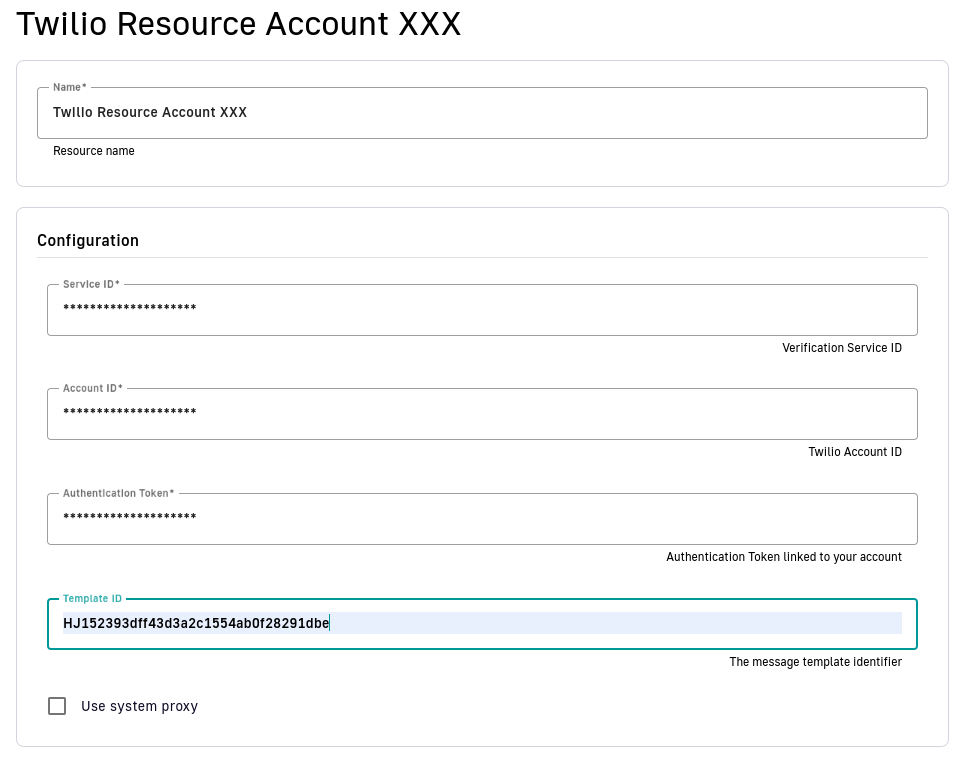 Twilio Resource Account XXX
Name*
Twilio Resource Account XXX
Resource name
Configuration
Service ID*
********************
Verification Service ID
Account ID*
********************
Twilio Account ID
Authentication Token*
********************
Authentication Token linked to your account
Template ID
HJ152393dff43d3a2c1554ab0f28291dbe
The message template identifier
Use system proxy